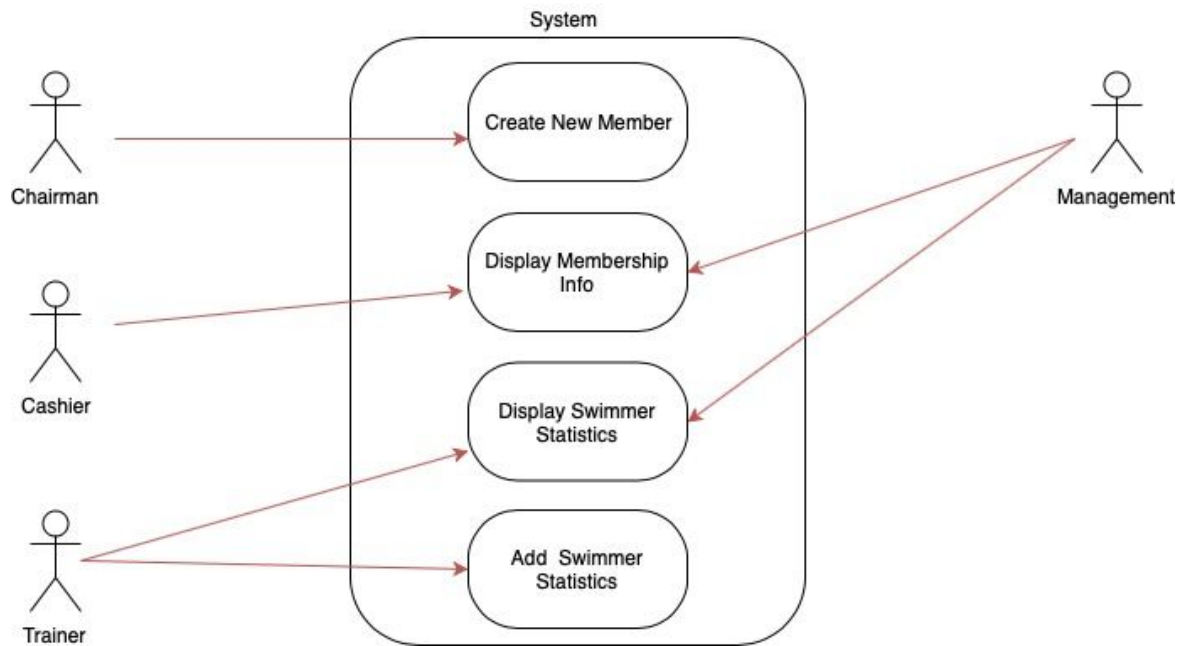 System
Create New Member
Chairman
Management
Display Membership
Info
Cashier
Display Swimmer
Statistics
Add Swimmer
Statistics
Trainer